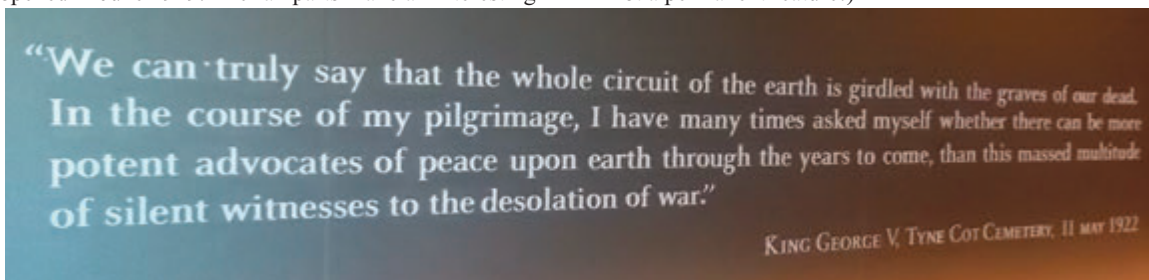 “We can truly say that the whole circuit of the earth is girdled with the graves of our dead.
In the course of my pilgrimage, I have many times asked myself whether there can be more
potent advocates of peace upon earth through the years to come, than this massed multitude
of silent witnesses to the desolation of war.”
King George V, Tyne Cot Cemetery, 11 May 1922